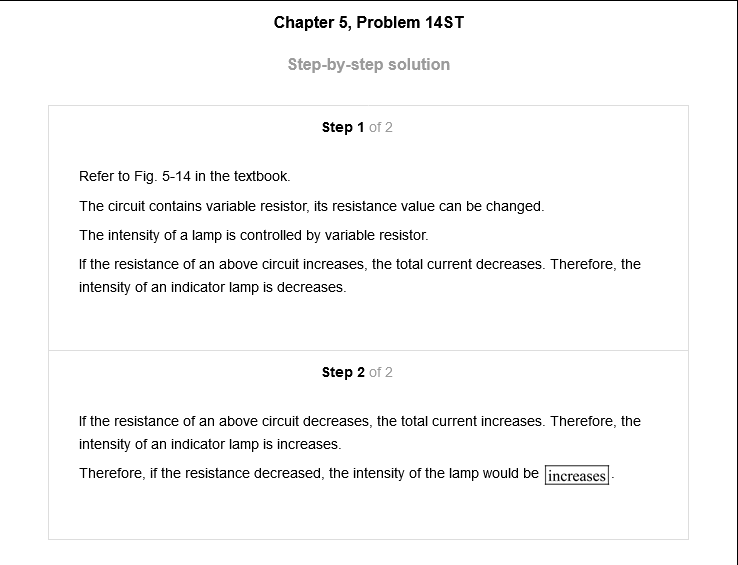 Chapter 5, Problem 14ST
Step-by-step solution
Step 1 of 2
Refer to Fig. 5-14 in the textbook.
The circuit contains variable resistor, its resistance value can be changed.
The intensity of a lamp is controlled by variable resistor.
If the resistance of an above circuit increases, the total current decreases. Therefore, the
intensity of an indicator lamp is decreases.
Step 2 of 2
If the resistance of an above circuit decreases, the total current increases. Therefore, the
intensity of an indicator lamp is increases.
Therefore, if the resistance decreased, the intensity of the lamp would be increases.